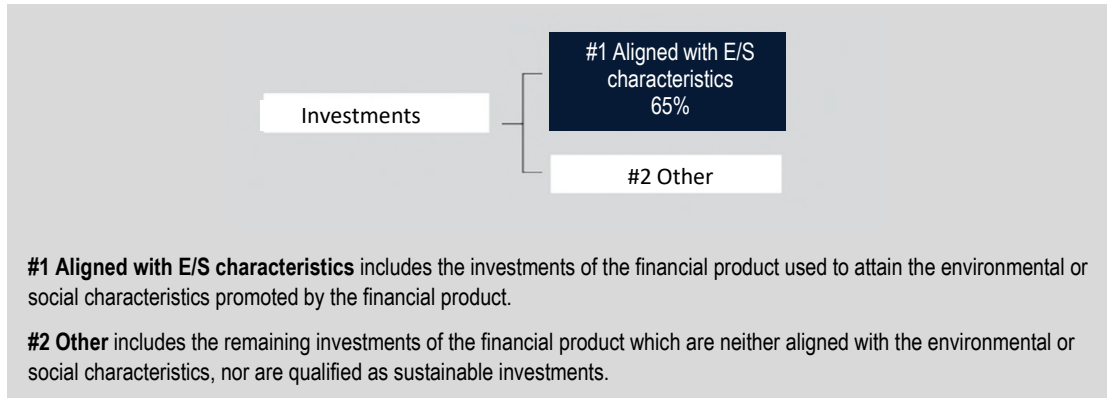 #1 Aligned with E/S
characteristics
65%
Investments
#2 Other
#1 Aligned with E/S characteristics includes the investments of the financial product used to attain the environmental or
social characteristics promoted by the financial product.
#2 Other includes the remaining investments of the financial product which are neither aligned with the environmental or
social characteristics, nor are qualified as sustainable investments.